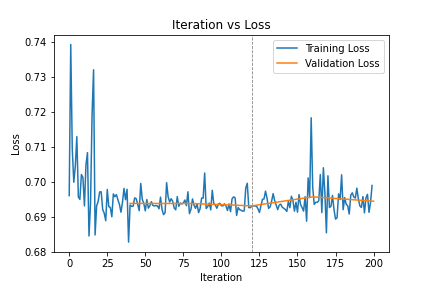 Iteration vs Loss
Training Loss
Validation Loss
0.74
0.73
0.72
0.71
0.70
0.69
0.68
Loss
0 25 50 75 100 125 150 175 200
Iteration